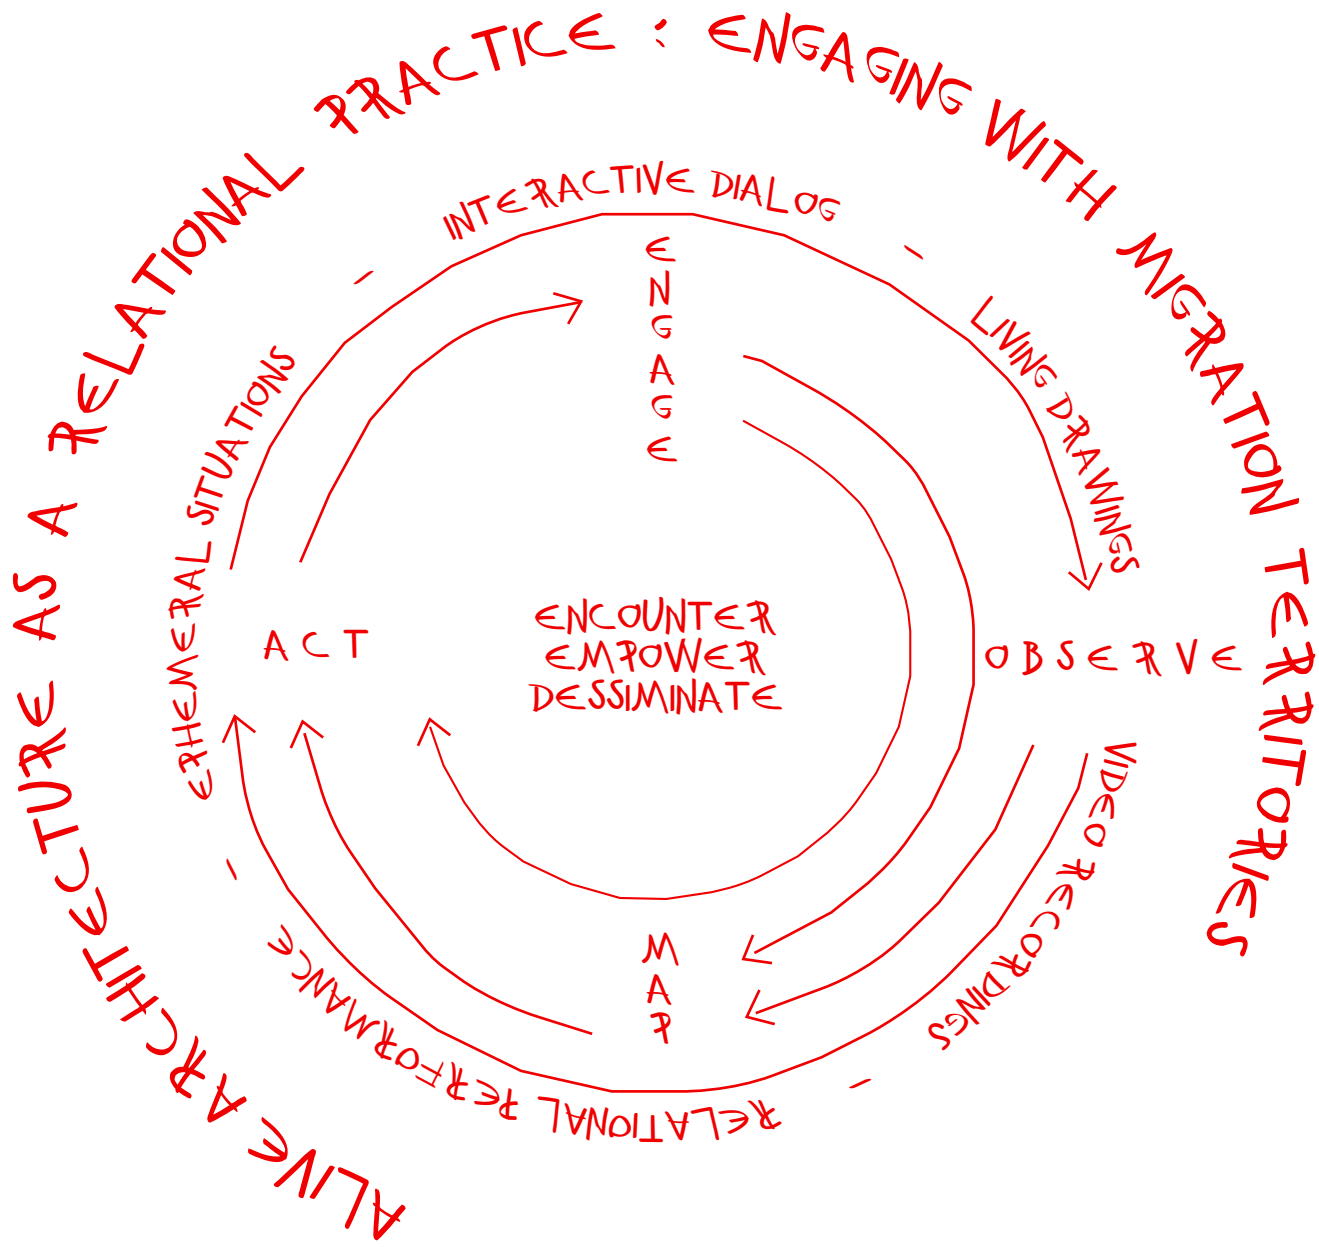 ALIVE ARCHITECTURE AS A RELATIONAL PRACTICE : ENGAGING WITH MIGRATION TERRITORIES
EPHEMERAL SITUATIONS - INTERACTIVE DIALOG - LIVING DRAWINGS
VIDEO RECORDINGS - RELATIONAL PERFORMANCE -
ENGAGE
ACT
ENCOUNTER
EMPOWER
DESSIMINATE
OBSERVE
MAP